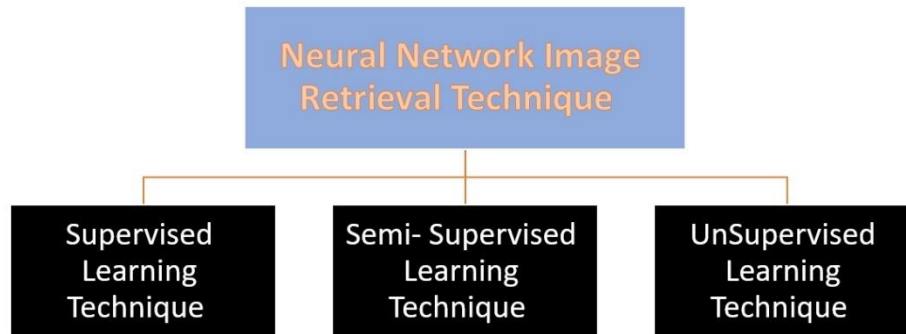 Neural Network Image
Retrieval Technique
Supervised
Learning
Technique
Semi- Supervised
Learning
Technique
UnSupervised
Learning
Technique